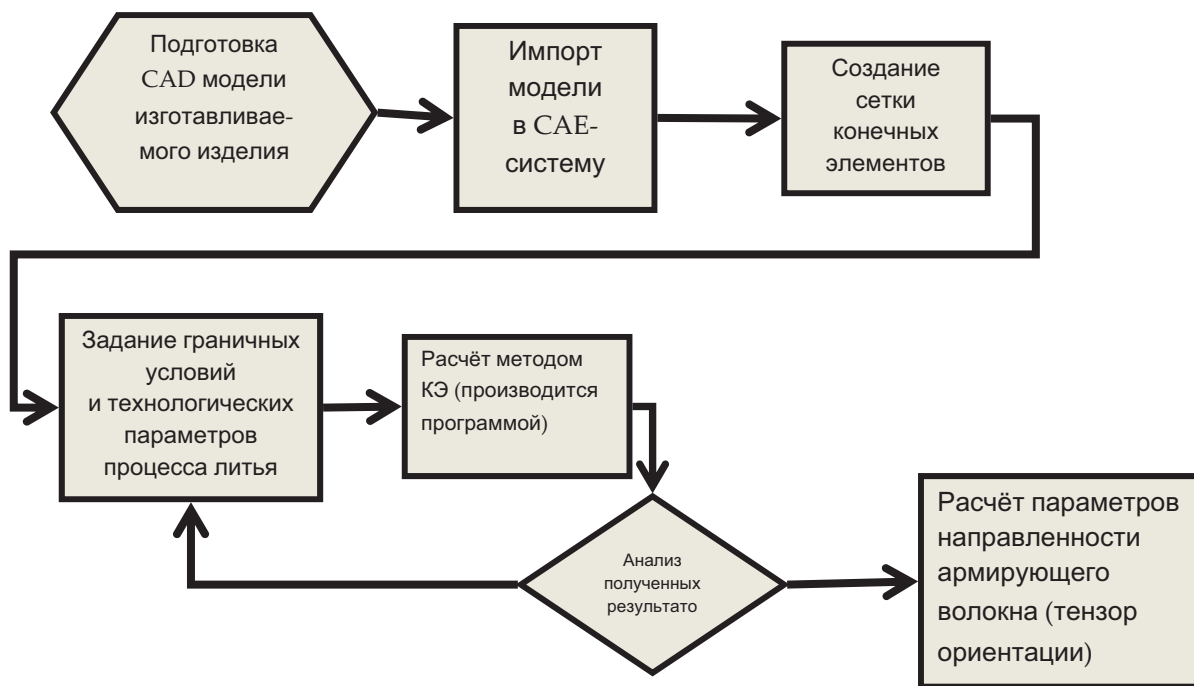 Подготовка
CAD модели
изготавливае-
мого изделия
Импорт
модели
в CAE-
систему
Создание
сетки
конечных
элементов
Задание граничных
условий
и технологических
параметров
процесса литья
Расчёт методом
КЭ (производится
программой)
Анализ
полученных
результато
Расчёт параметров
направленности
армирующего
волокна (тензор
ориентации)